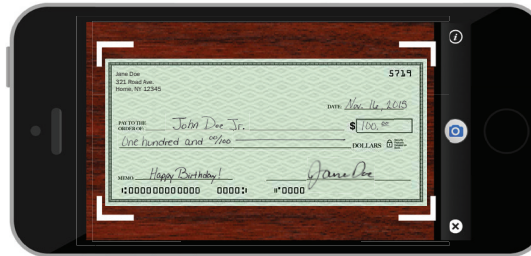 Jane Doe
321 Road Ave.
Home, NY 12345
5719
DATE Nov. 16, 2015
PAY TO THE
ORDER OF John Doe Jr. $ 100.00
One hundred and 00/100 DOLLARS
MEMO Happy Birthday! Jane Doe
⑆000000000000 0000⑆ ⑈0000